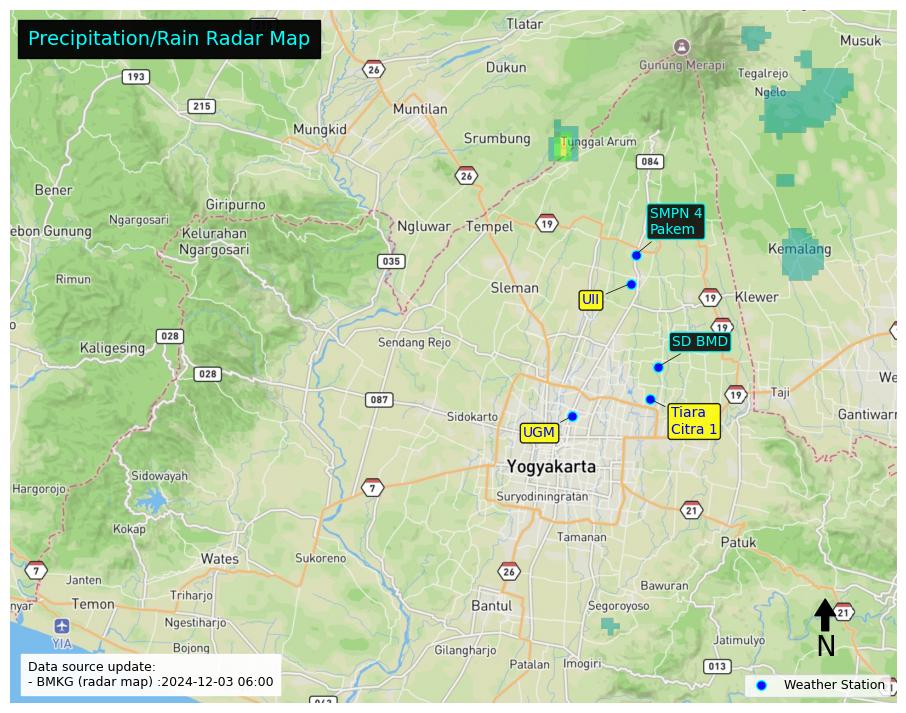 Precipitation/Rain Radar Map
Tlatar
Musuk
26
Dukun
Gunung Merapi
193
Tegalrejo
Ngelo
215
Muntilan
Mungkid
Srumbung
Tunggal Arum
084
26
Bener
Giripurno
Ngargosari
SMPN 4
Pakem
ebon Gunung
Kelurahan
Ngargosari
Ngluwar
Tempel
19
Kemalang
035
Rimun
Sleman
UII
19
Klewer
19
028
Kaligesing
Sendang Rejo
SD BMD
028
We
087
19
Taji
Sidokarto
Tiara
Citra 1
Gantiwarn
UGM
Yogyakarta
Sidowayah
Hargorojo
7
Suryodiningratan
21
Kokap
Tamanan
Patuk
Wates
Sukoreno
7
Janten
26
Bawuran
nyar
Temon
Triharjo
Bantul
Segoroyoso
21
Ngestiharjo
YIA
N
Bojong
Gilangharjo
Jatimulyo
Patalan
Imogiri
013
Data source update:
- BMKG (radar map) :2024-12-03 06:00
Weather Station